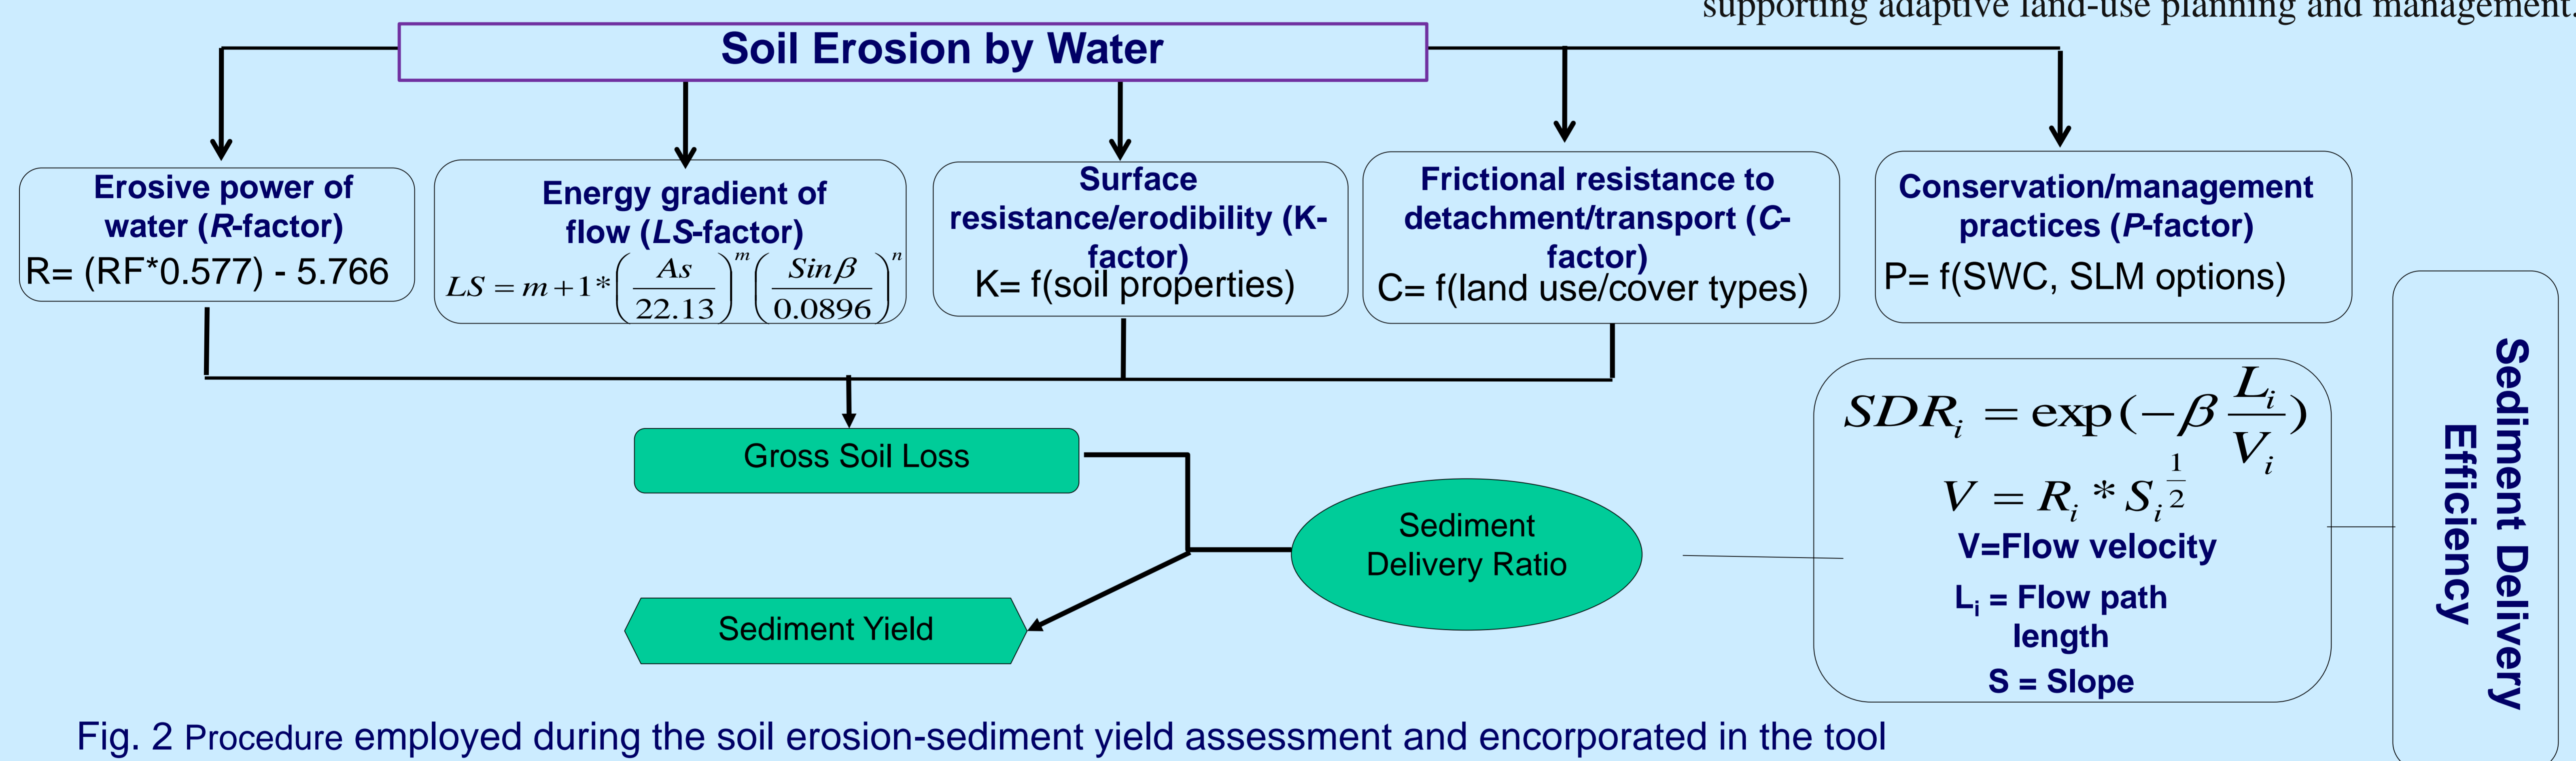 supporting adaptive land-use planning and management.
Soil Erosion by Water
Erosive power of
water (R-factor)
R= (RF*0.577) - 5.766
Energy gradient of
flow (LS-factor)
LS = m+1*(As/22.13)^m (Sinβ/0.0896)^n
Surface
resistance/erodibility (K-
factor)
K= f(soil properties)
Frictional resistance to
detachment/transport (C-
factor)
C= f(land use/cover types)
Conservation/management
practices (P-factor)
P= f(SWC, SLM options)
Gross Soil Loss
Sediment
Delivery Ratio
Sediment Yield
SDR_i = exp(-β L_i/V_i)
V = R_i * S_i^(1/2)
V=Flow velocity
L_i = Flow path
length
S = Slope
Sediment Delivery
Efficiency
Fig. 2 Procedure employed during the soil erosion-sediment yield assessment and encorporated in the tool